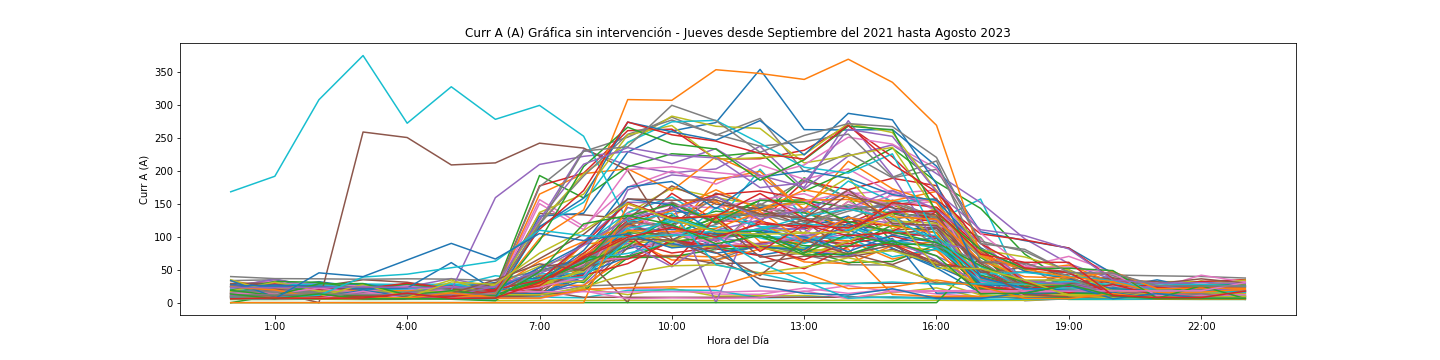 Curr A (A) Gráfica sin intervención - Jueves desde Septiembre del 2021 hasta Agosto 2023
Curr A (A)
350
300
250
200
150
100
50
0
1:00 4:00 7:00 10:00 13:00 16:00 19:00 22:00
Hora del Día